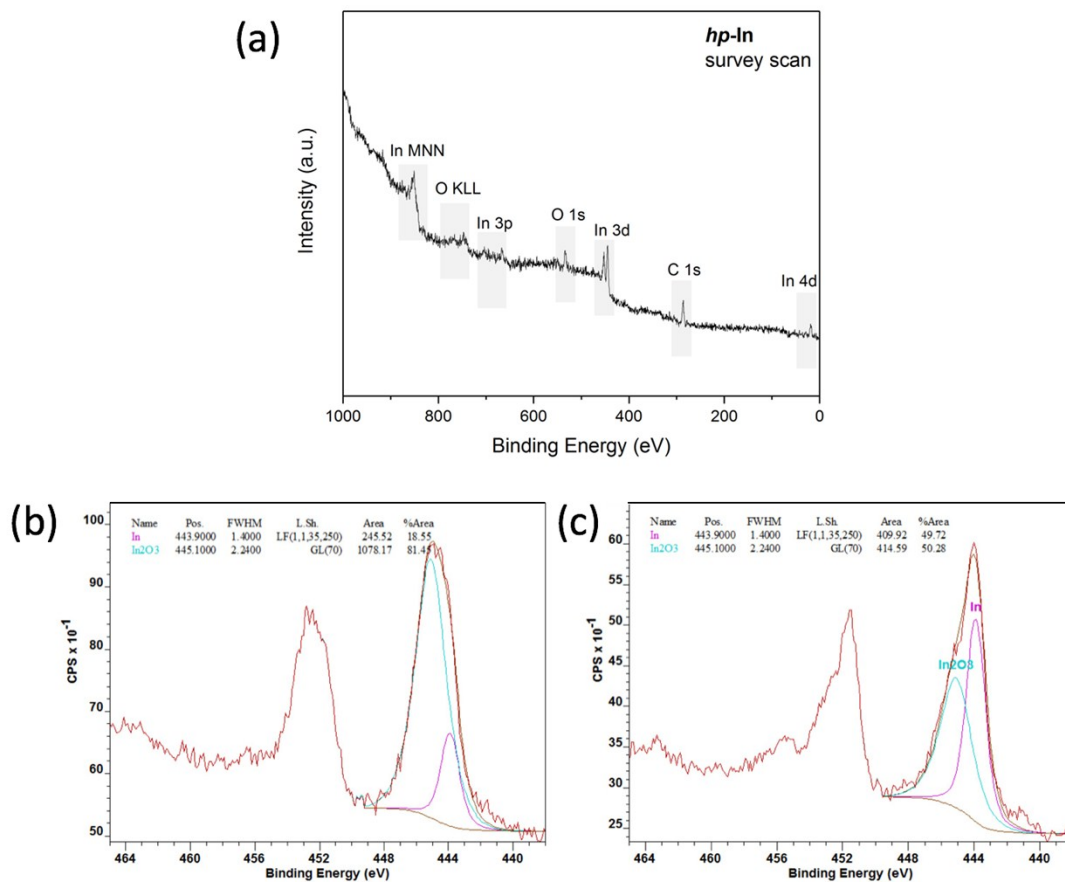 (a)
hp-In
survey scan
In MNN
O KLL
In 3p
O 1s
In 3d
C 1s
In 4d
Intensity (a.u.)
1000 800 600 400 200 0
Binding Energy (eV)
(b)
Name Pos. FWHM L.Sh. Area %Area
In 443.9000 1.4000 LF(1,1,35,250) 245.52 18.55
In2O3 445.1000 2.2400 GL(70) 1078.17 81.45
100
90
80
70
60
50
CPS x 10⁻¹
464 460 456 452 448 444 440
Binding Energy (eV)
(c)
Name Pos. FWHM L.Sh. Area %Area
In 443.9000 1.4000 LF(1,1,35,250) 409.92 49.72
In2O3 445.1000 2.2400 GL(70) 414.59 50.28
In
In2O3
60
55
50
45
40
35
30
25
CPS x 10⁻¹
464 460 456 452 448 444 440
Binding Energy (eV)